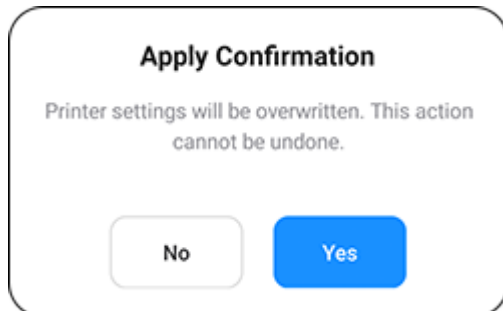 Apply Confirmation
Printer settings will be overwritten. This action
cannot be undone.
No
Yes